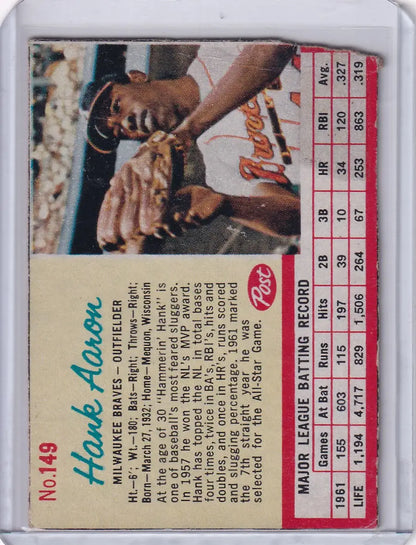 No.149
Hank Aaron
MILWAUKEE BRAVES – OUTFIELDER
Ht.–6'; Wt.–180; Bats–Right; Throws–Right;
Born–March 27, 1932; Home–Mequon, Wisconsin
At the age of 30 "Hammerin' Hank" is
one of baseball's most feared sluggers.
In 1957 he won the NL's MVP award.
Hank has topped the NL in total bases
four times, twice in BA's, RBI's, hits and
doubles, and once in HR's, runs scored
and slugging percentage. 1961 marked
the 7th straight year he was
selected for the All-Star Game.
Post
Braves
MAJOR LEAGUE BATTING RECORD
Games At Bat Runs Hits 2B 3B HR RBI Avg.
1961 155 603 115 197 39 10 34 120 .327
LIFE 1,194 4,717 829 1,506 264 67 253 863 .319